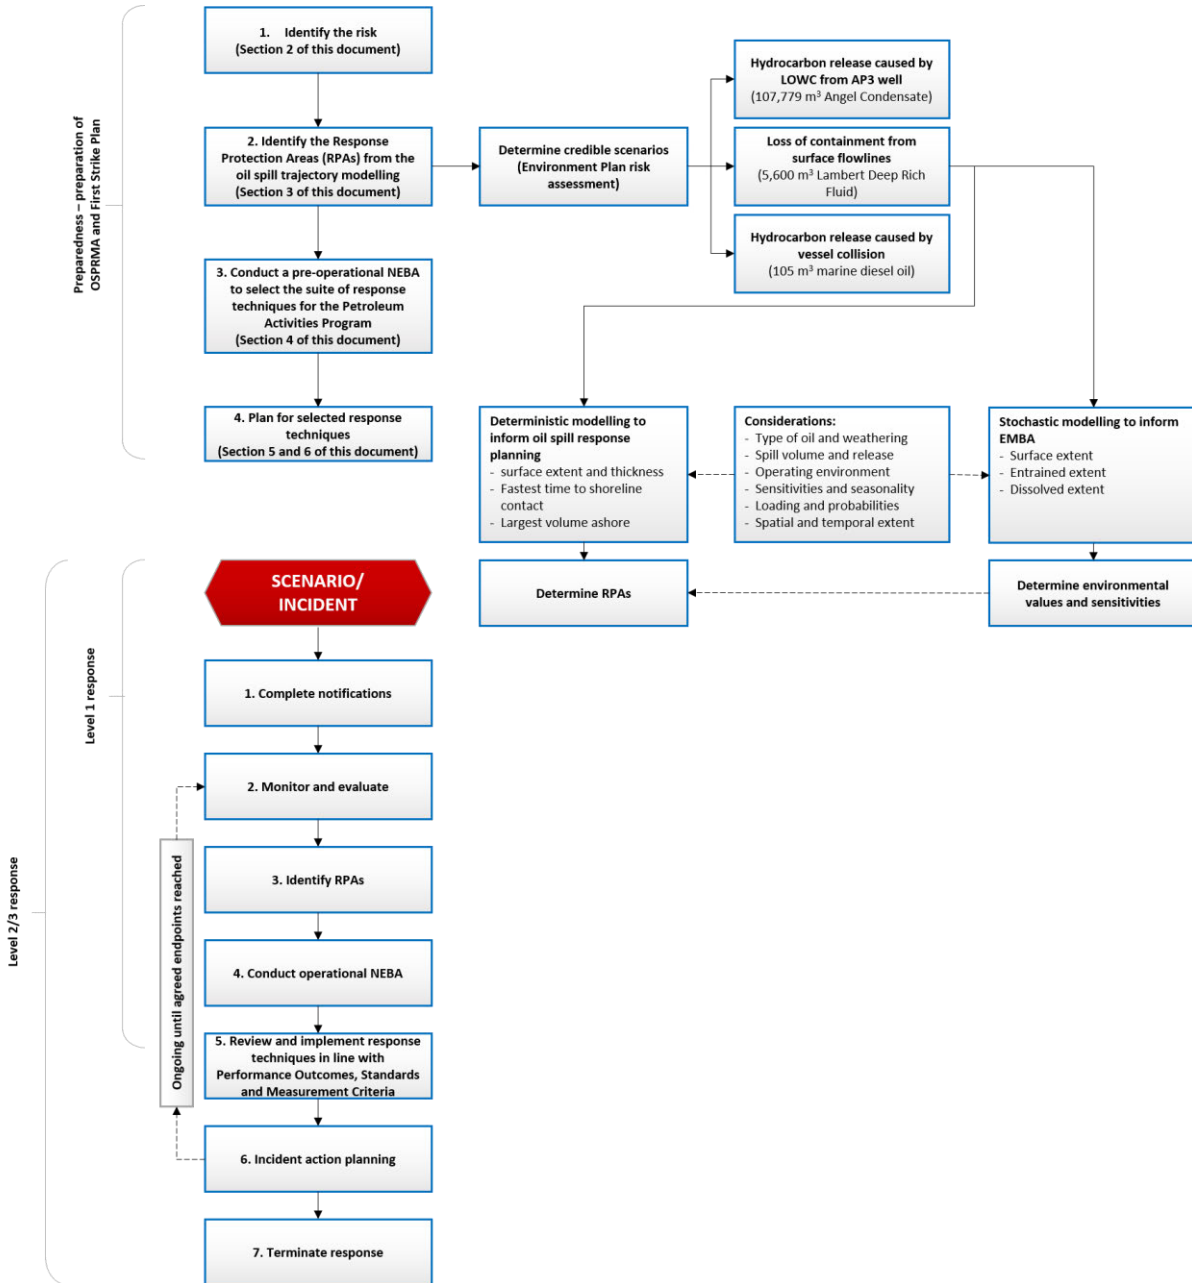 Preparedness – preparation of
OSPRMA and First Strike Plan
1. Identify the risk
(Section 2 of this document)
2. Identify the Response
Protection Areas (RPAs) from the
oil spill trajectory modelling
(Section 3 of this document)
3. Conduct a pre-operational NEBA
to select the suite of response
techniques for the Petroleum
Activities Program
(Section 4 of this document)
4. Plan for selected response
techniques
(Section 5 and 6 of this document)
Determine credible scenarios
(Environment Plan risk
assessment)
Hydrocarbon release caused by
LOWC from AP3 well
(107,779 m³ Angel Condensate)
Loss of containment from
surface flowlines
(5,600 m³ Lambert Deep Rich
Fluid)
Hydrocarbon release caused by
vessel collision
(105 m³ marine diesel oil)
Deterministic modelling to
inform oil spill response
planning
- surface extent and thickness
- Fastest time to shoreline
contact
- Largest volume ashore
Considerations:
- Type of oil and weathering
- Spill volume and release
- Operating environment
- Sensitivities and seasonality
- Loading and probabilities
- Spatial and temporal extent
Stochastic modelling to inform
EMBA
- Surface extent
- Entrained extent
- Dissolved extent
Determine RPAs
Determine environmental
values and sensitivities
Level 2/3 response
Level 1 response
SCENARIO/
INCIDENT
1. Complete notifications
2. Monitor and evaluate
3. Identify RPAs
4. Conduct operational NEBA
5. Review and implement response
techniques in line with
Performance Outcomes, Standards
and Measurement Criteria
6. Incident action planning
7. Terminate response
Ongoing until agreed endpoints reached